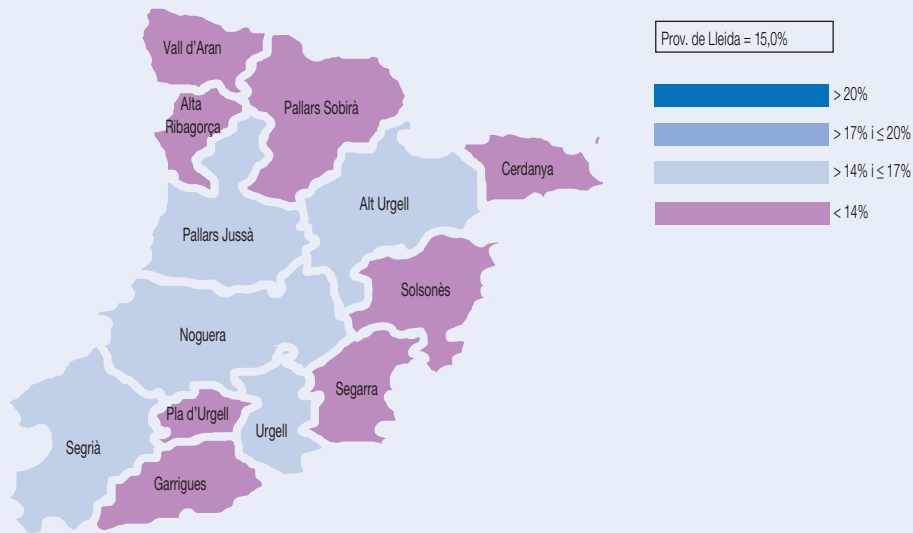 Prov. de Lleida = 15,0%
> 20%
> 17% i ≤ 20%
> 14% i ≤ 17%
< 14%
Vall d'Aran
Alta
Ribagorça
Pallars Sobirà
Cerdanya
Alt Urgell
Pallars Jussà
Solsonès
Noguera
Segarra
Pla d'Urgell
Urgell
Segrià
Garrigues